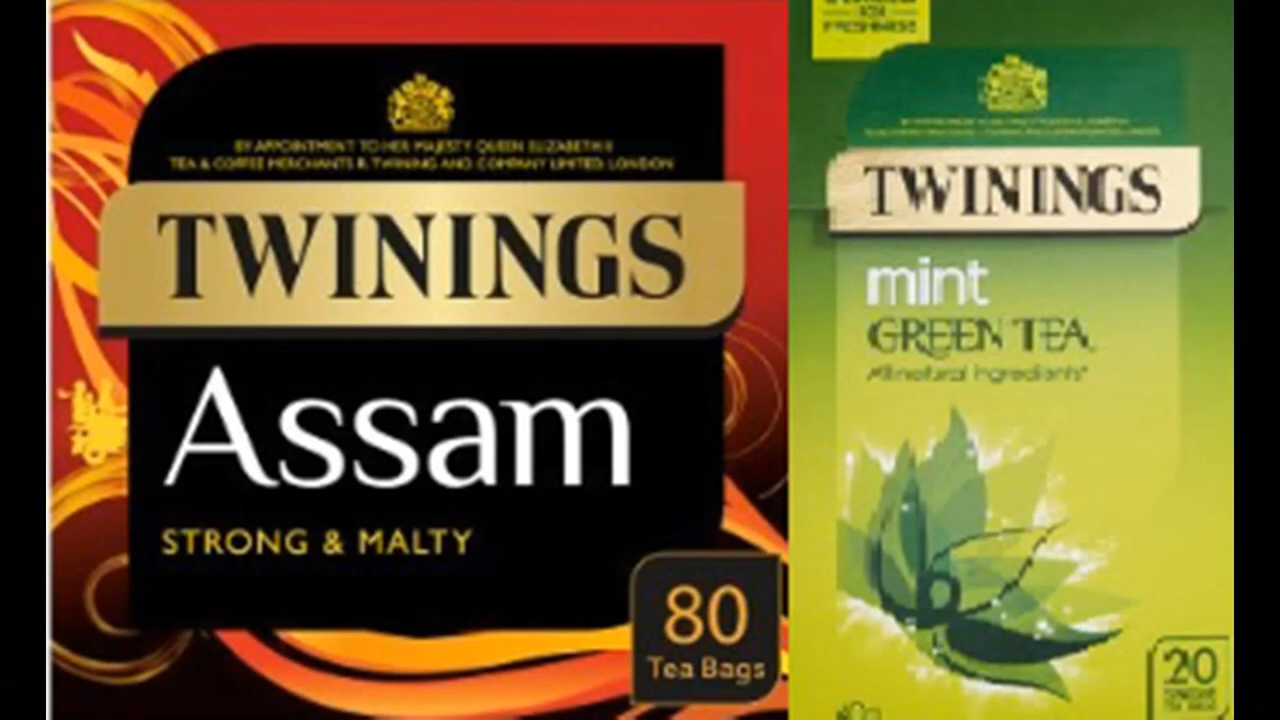 BY APPOINTMENT TO HER MAJESTY QUEEN ELIZABETH II
TEA & COFFEE MERCHANTS R. TWINING AND COMPANY LIMITED, LONDON
TWININGS
Assam
STRONG & MALTY
80
Tea Bags
FRESHNESS
TWININGS
mint
GREEN TEA
All natural ingredients*
20